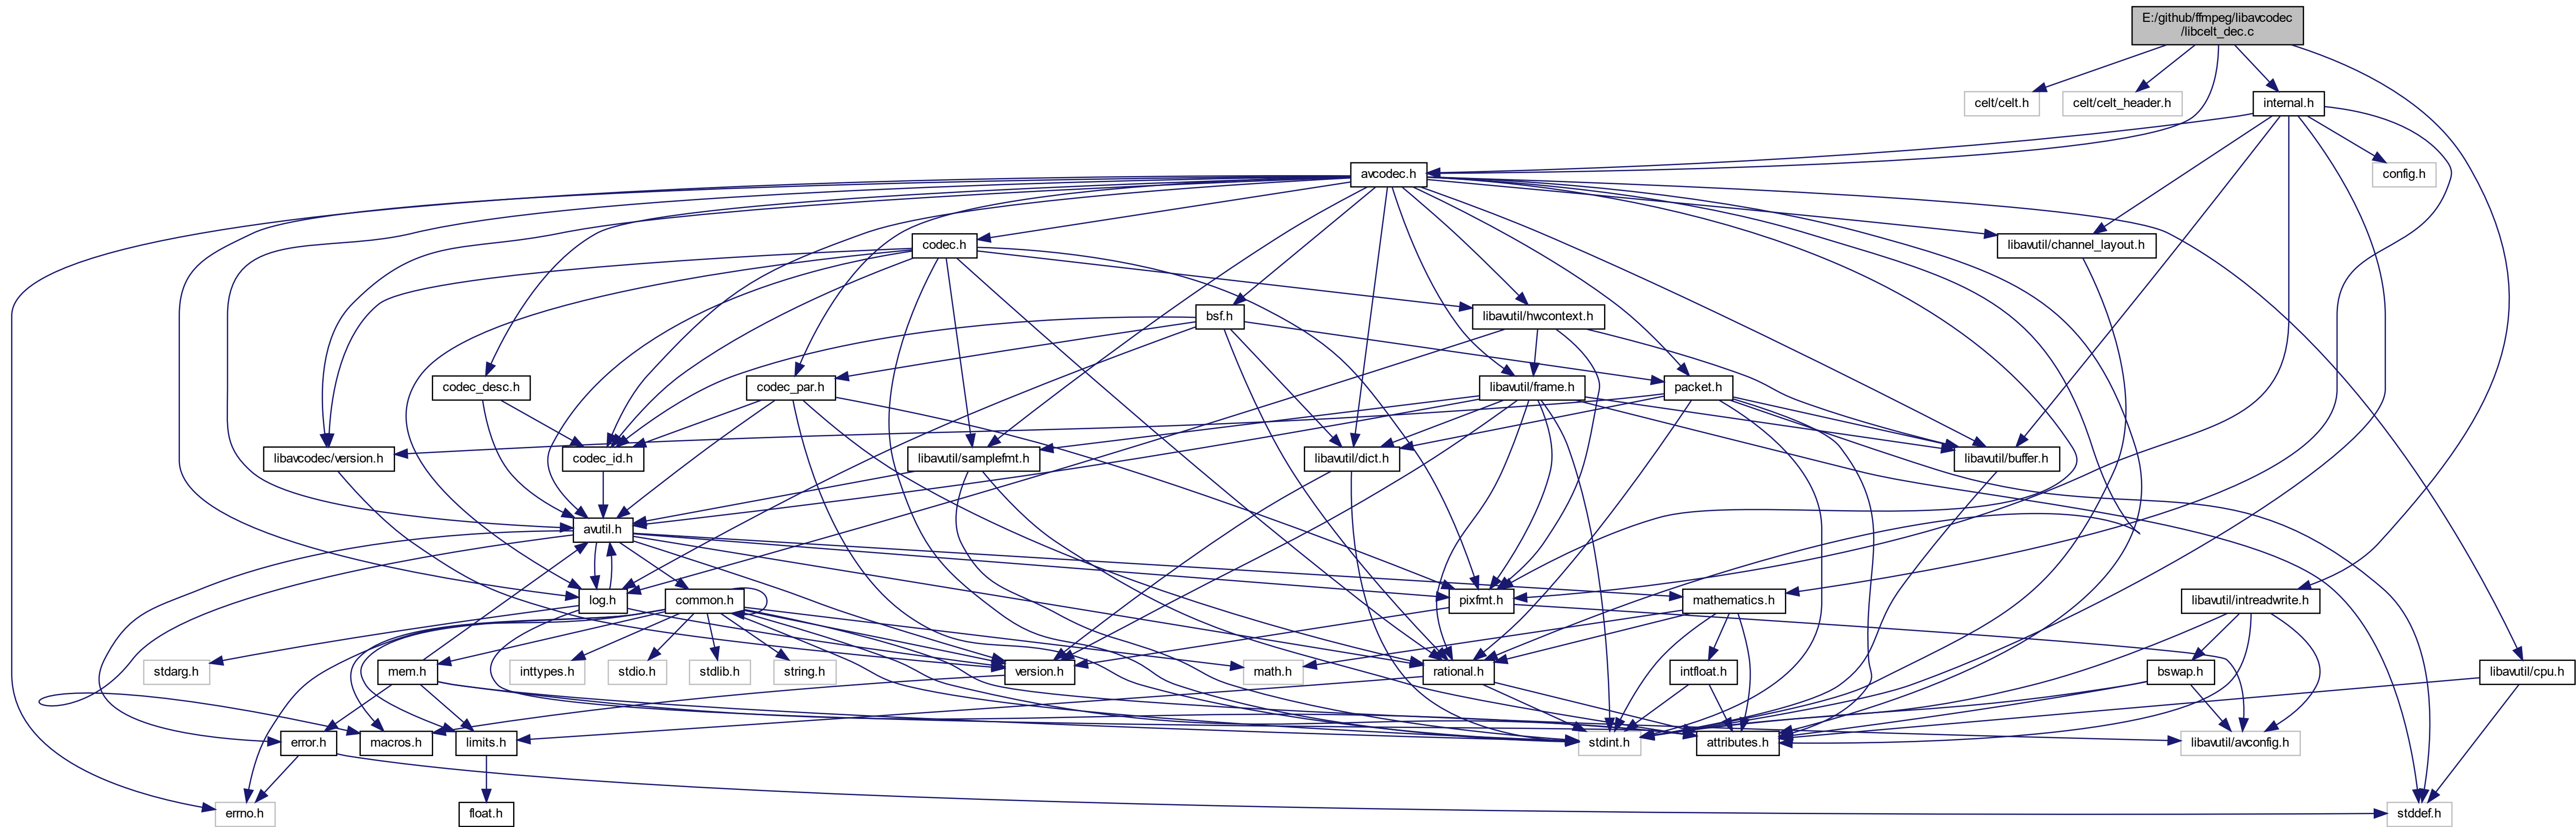 E:/github/ffmpeg/libavcodec
/libcelt_dec.c
celt/celt.h
celt/celt_header.h
internal.h
avcodec.h
config.h
codec.h
libavutil/channel_layout.h
bsf.h
libavutil/hwcontext.h
codec_desc.h
codec_par.h
libavutil/frame.h
packet.h
libavcodec/version.h
codec_id.h
libavutil/samplefmt.h
libavutil/dict.h
libavutil/buffer.h
avutil.h
log.h
common.h
pixfmt.h
mathematics.h
libavutil/intreadwrite.h
stdarg.h
mem.h
inttypes.h
stdio.h
stdlib.h
string.h
version.h
math.h
rational.h
intfloat.h
bswap.h
libavutil/cpu.h
error.h
macros.h
limits.h
stdint.h
attributes.h
libavutil/avconfig.h
errno.h
float.h
stddef.h